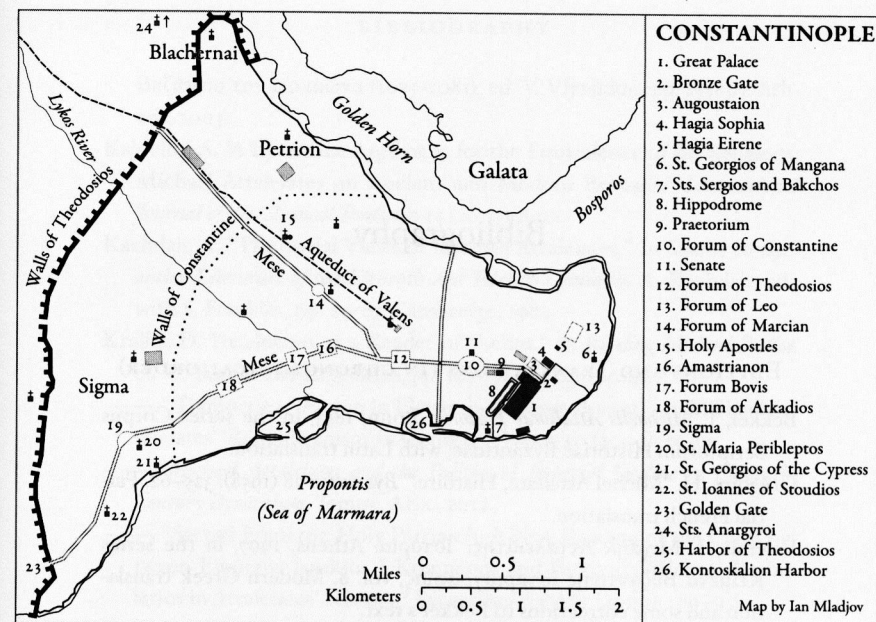 24
Blachernai
Lykos River
Golden Horn
Petrion
Galata
Bosporos
Walls of Theodosios
Walls of Constantine
15
Mese
Aqueduct of Valens
14
13
11
12
10
9
3
4
5
6
2
8
1
7
Mese
16
17
18
Sigma
19
20
21
25
26
22
23
Propontis
(Sea of Marmara)
Miles
0 0.5 1
Kilometers
0.5 1 1.5 2
CONSTANTINOPLE
1. Great Palace
2. Bronze Gate
3. Augoustaion
4. Hagia Sophia
5. Hagia Eirene
6. St. Georgios of Mangana
7. Sts. Sergios and Bakchos
8. Hippodrome
9. Praetorium
10. Forum of Constantine
11. Senate
12. Forum of Theodosios
13. Forum of Leo
14. Forum of Marcian
15. Holy Apostles
16. Amastrianon
17. Forum Bovis
18. Forum of Arkadios
19. Sigma
20. St. Maria Peribleptos
21. St. Georgios of the Cypress
22. St. Ioannes of Stoudios
23. Golden Gate
24. Sts. Anargyroi
25. Harbor of Theodosios
26. Kontoskalion Harbor
Map by Ian Mladjov